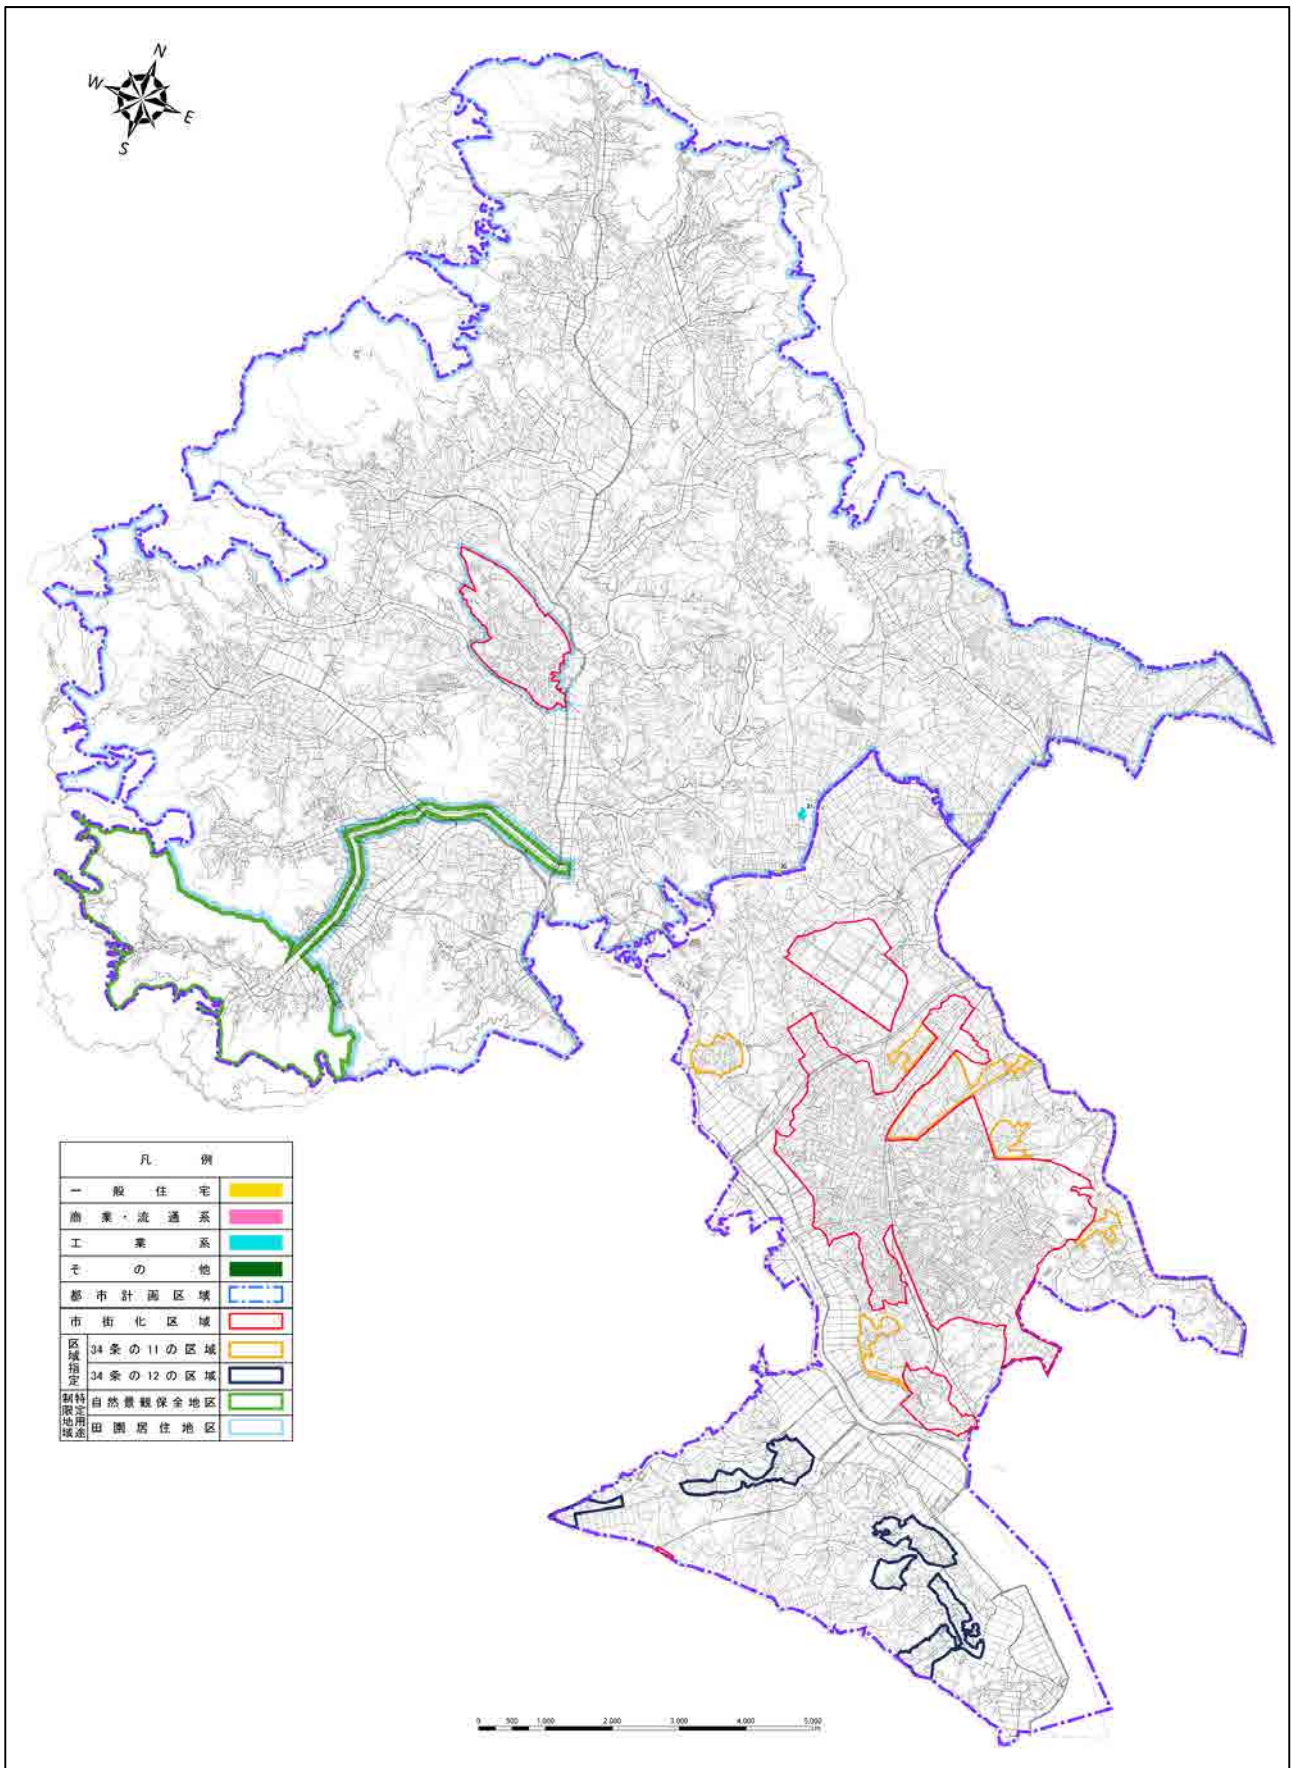 N
W
E
S
凡 例
一般住宅
商業・流通系
工業系
その他
都市計画区域
市街化区域
区域指定
34条の11の区域
34条の12の区域
特定用途制限地域
自然景観保全地区
田園居住地区
0 500 1,000 2,000 3,000 4,000 5,000